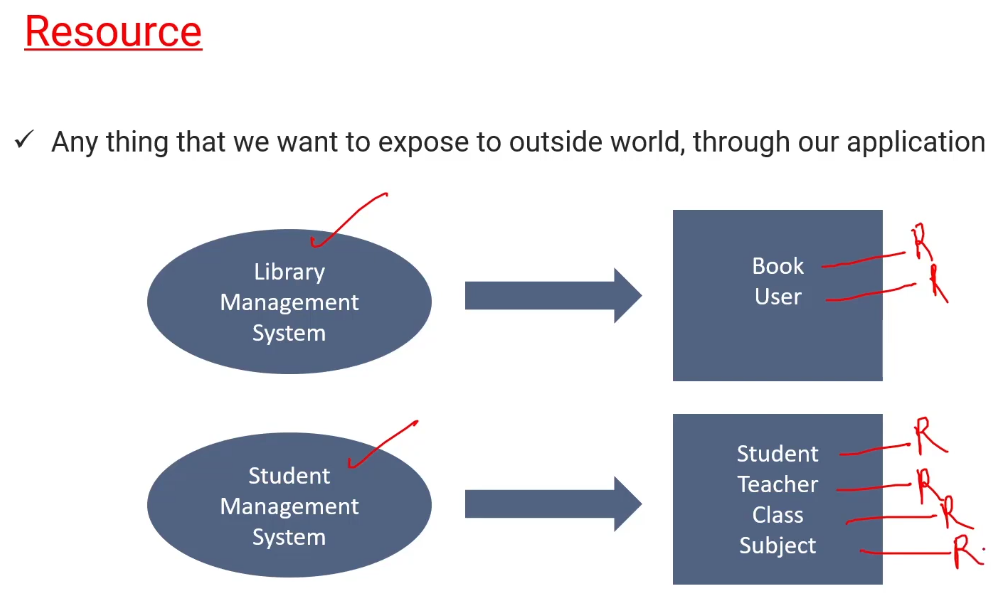 Resource
✓ Any thing that we want to expose to outside world, through our application
Library
Management
System
Book R
User R
Student
Management
System
Student R
Teacher R
Class R
Subject R.